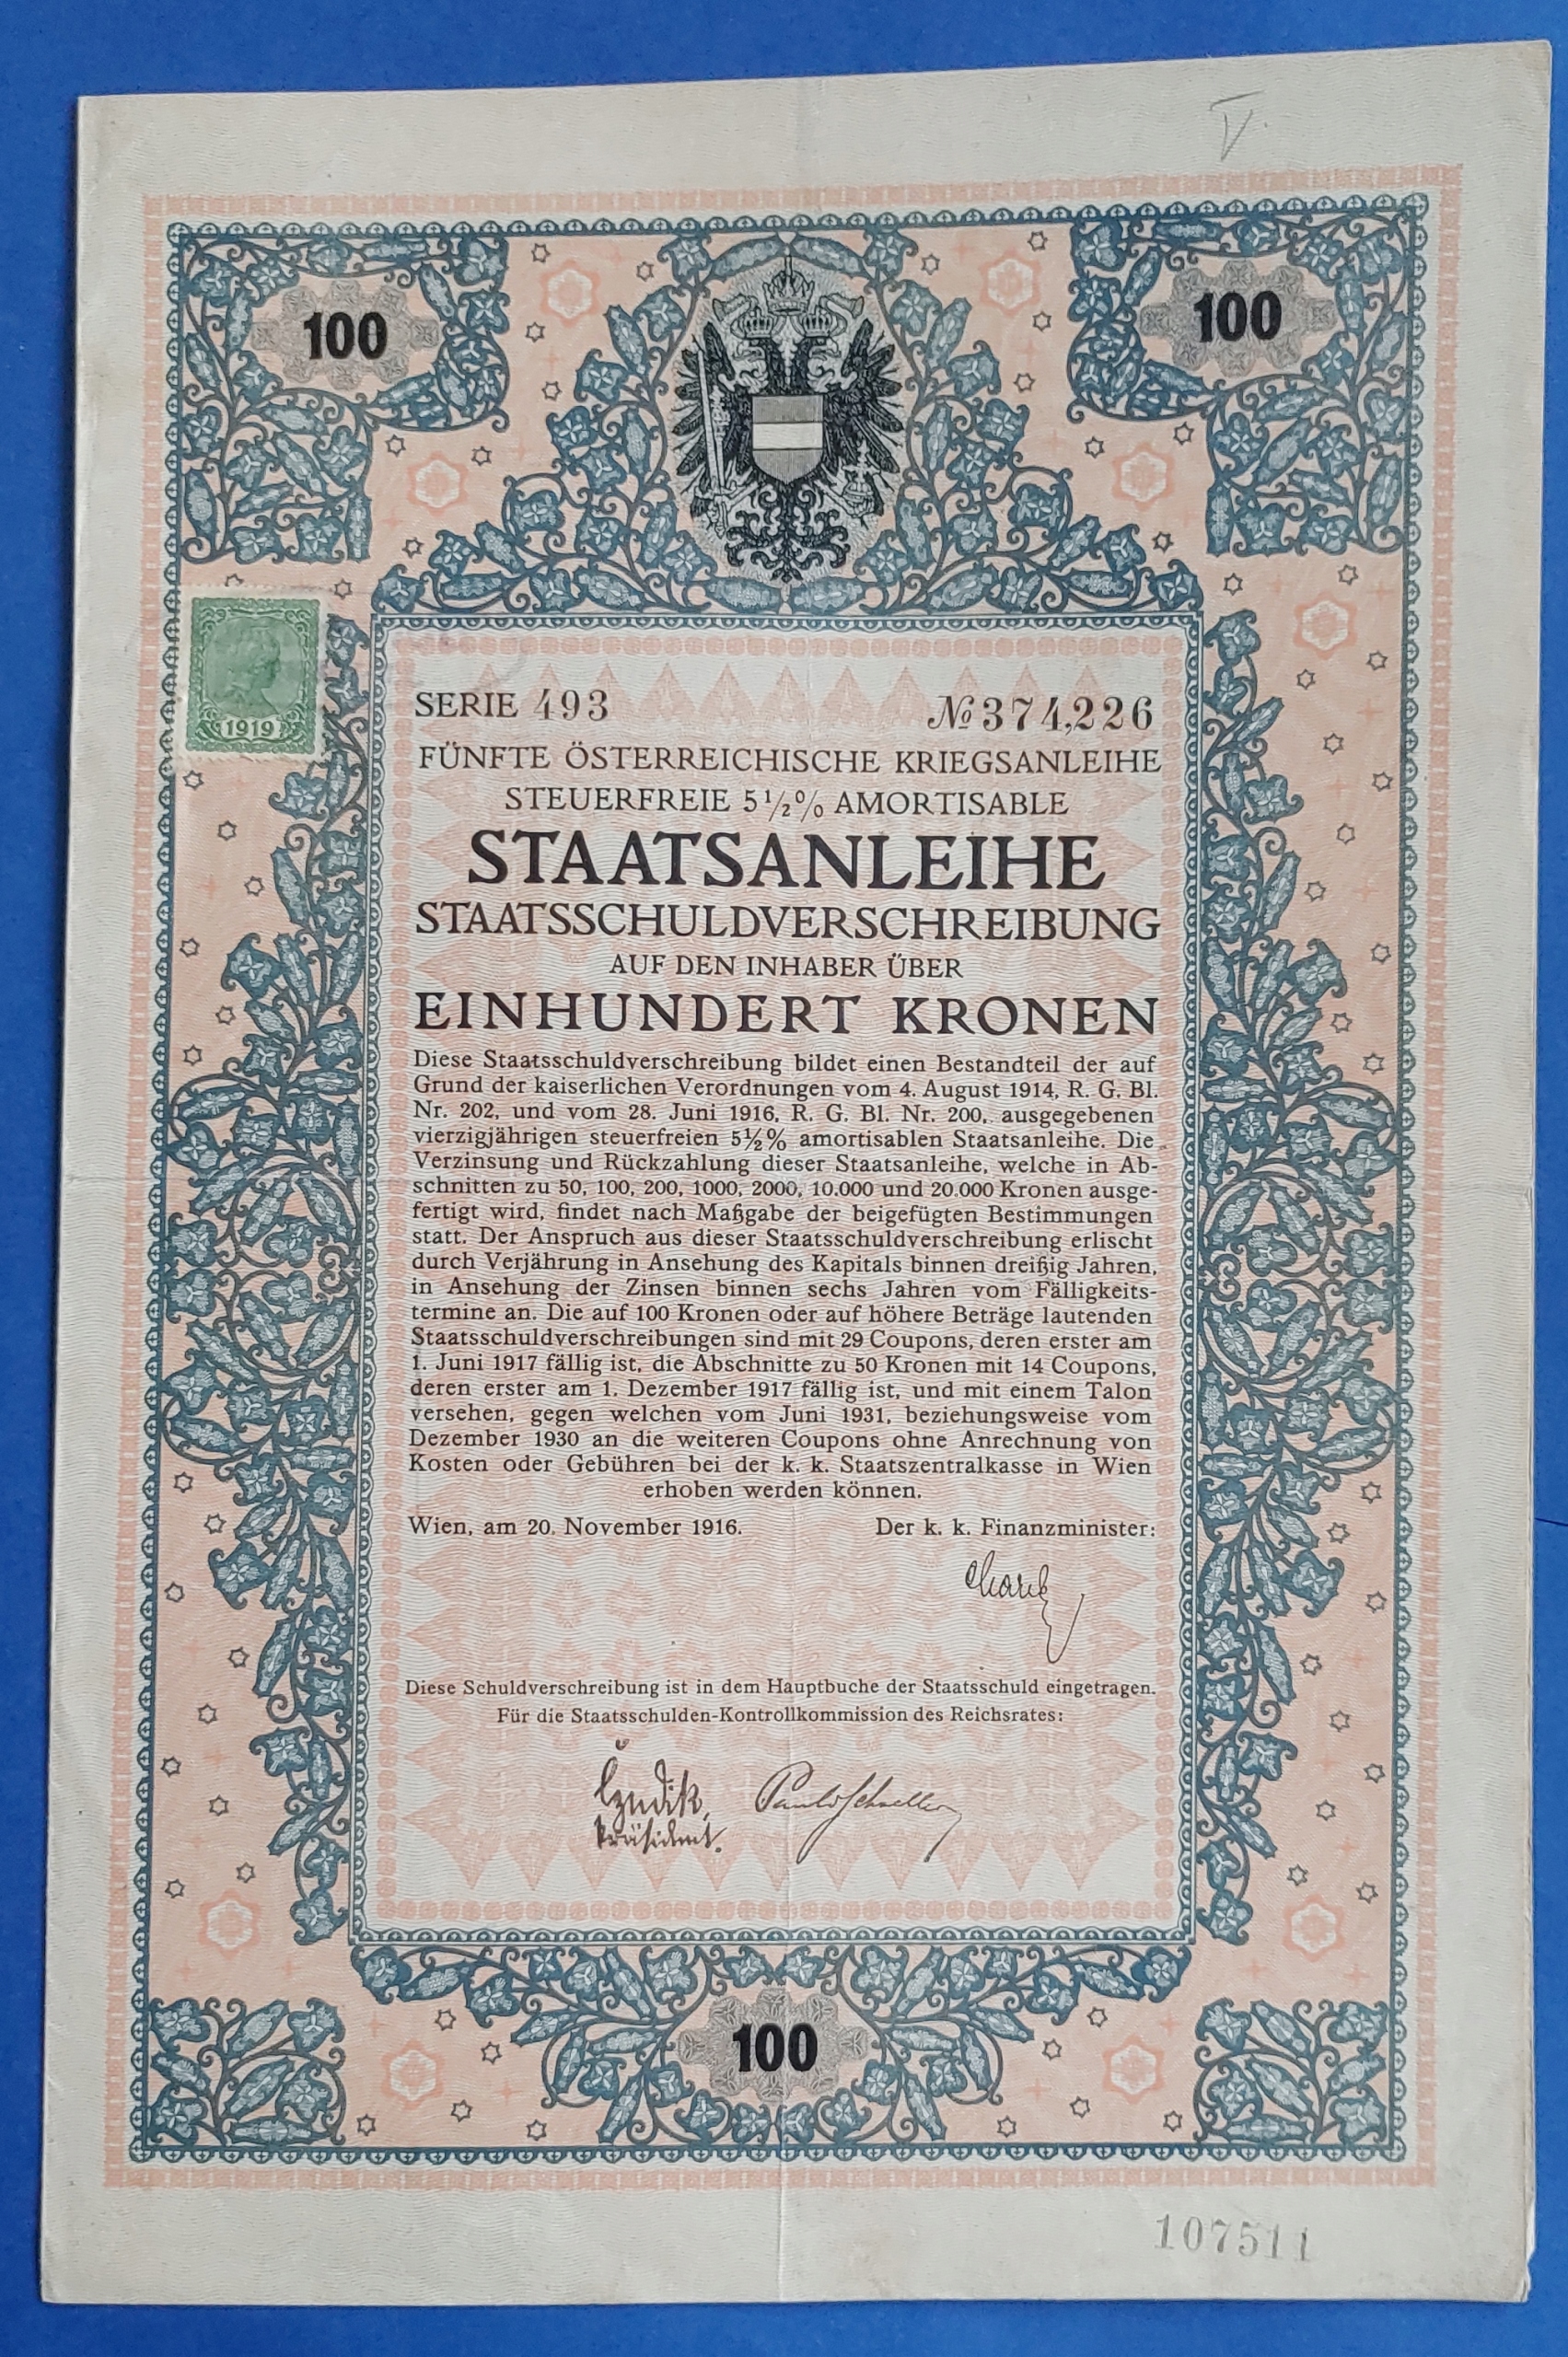 V.
100
100
1919
SERIE 493 № 374,226
FÜNFTE ÖSTERREICHISCHE KRIEGSANLEIHE
STEUERFREIE 5½% AMORTISABLE
STAATSANLEIHE
STAATSSCHULDVERSCHREIBUNG
AUF DEN INHABER ÜBER
EINHUNDERT KRONEN
Diese Staatsschuldverschreibung bildet einen Bestandteil der auf
Grund der kaiserlichen Verordnungen vom 4. August 1914, R. G. Bl.
Nr. 202, und vom 28. Juni 1916, R. G. Bl. Nr. 200, ausgegebenen
vierzigjährigen steuerfreien 5½% amortisablen Staatsanleihe. Die
Verzinsung und Rückzahlung dieser Staatsanleihe, welche in Ab-
schnitten zu 50, 100, 200, 1000, 2000, 10.000 und 20.000 Kronen ausge-
fertigt wird, findet nach Maßgabe der beigefügten Bestimmungen
statt. Der Anspruch aus dieser Staatsschuldverschreibung erlischt
durch Verjährung in Ansehung des Kapitals binnen dreißig Jahren,
in Ansehung der Zinsen binnen sechs Jahren vom Fälligkeits-
termine an. Die auf 100 Kronen oder auf höhere Beträge lautenden
Staatsschuldverschreibungen sind mit 29 Coupons, deren erster am
1. Juni 1917 fällig ist, die Abschnitte zu 50 Kronen mit 14 Coupons,
deren erster am 1. Dezember 1917 fällig ist, und mit einem Talon
versehen, gegen welchen vom Juni 1931, beziehungsweise vom
Dezember 1930 an die weiteren Coupons ohne Anrechnung von
Kosten oder Gebühren bei der k. k. Staatszentralkasse in Wien
erhoben werden können.
Wien, am 20. November 1916. Der k. k. Finanzminister:
Diese Schuldverschreibung ist in dem Hauptbuche der Staatsschuld eingetragen.
Für die Staatsschulden-Kontrollkommission des Reichsrates:
Präsident.
100
107511